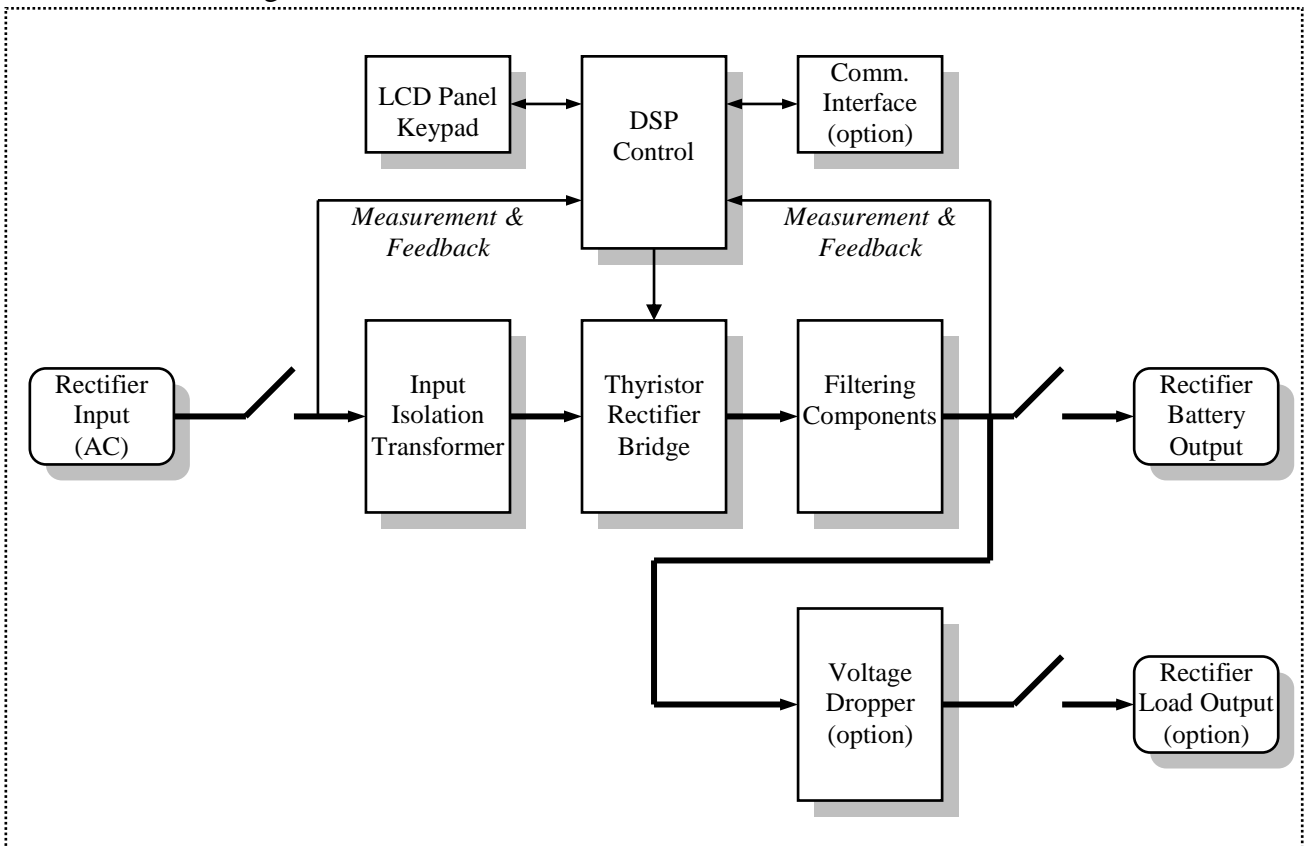 LCD Panel
Keypad
DSP
Control
Comm.
Interface
(option)
Measurement &
Feedback
Measurement &
Feedback
Rectifier
Input
(AC)
Input
Isolation
Transformer
Thyristor
Rectifier
Bridge
Filtering
Components
Rectifier
Battery
Output
Voltage
Dropper
(option)
Rectifier
Load Output
(option)